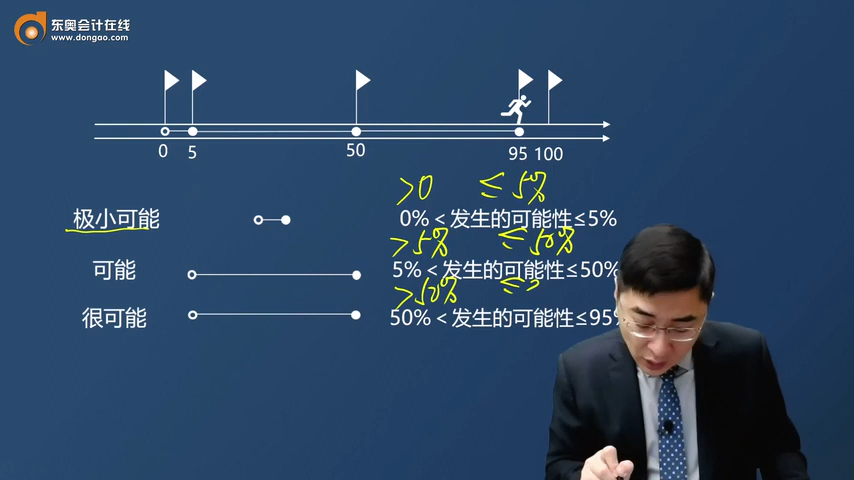 东奥会计在线
www.dongao.com
0 5 50 95 100
>0 ≤5%
极小可能 0%<发生的可能性≤5%
>5% ≤50%
可能 5%<发生的可能性≤50%
>50% ≤
很可能 50%<发生的可能性≤95%